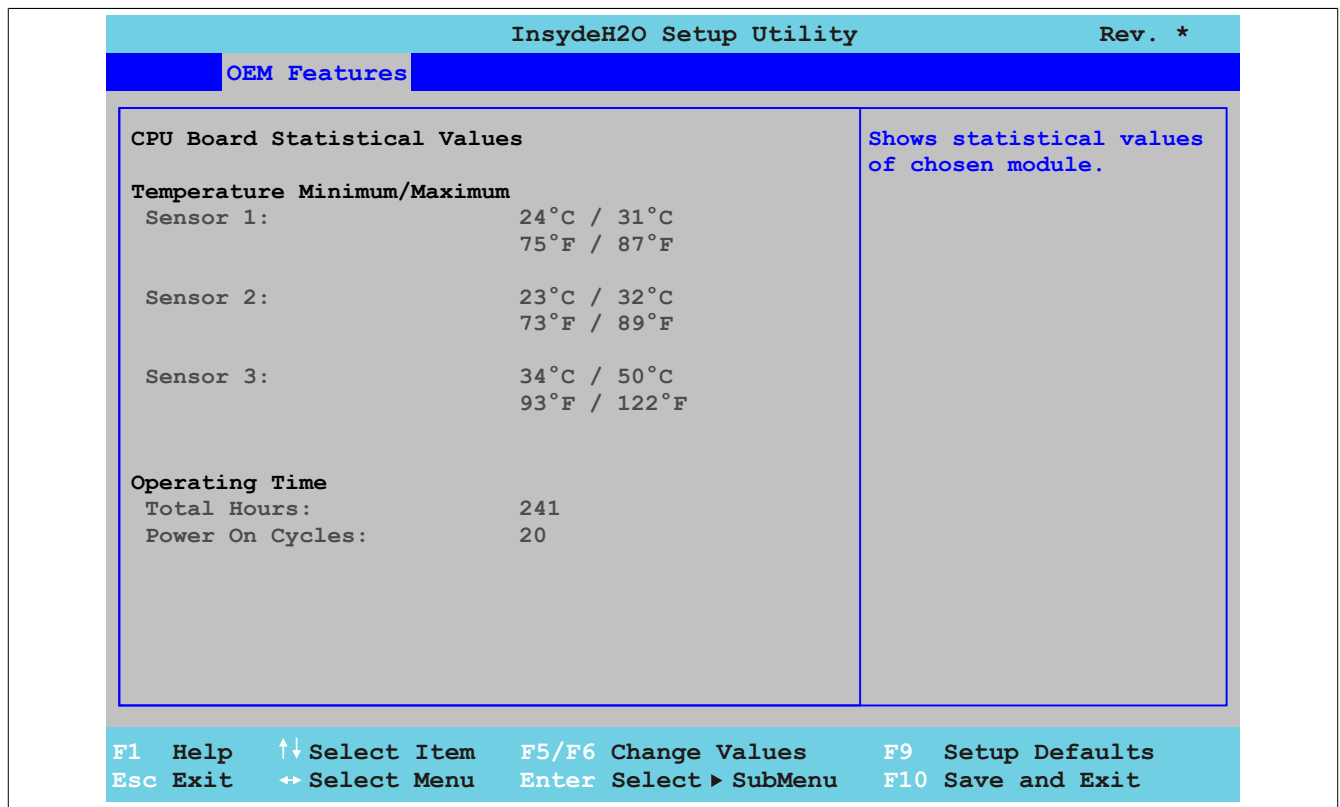 InsydeH2O Setup Utility Rev. *
OEM Features
CPU Board Statistical Values
Shows statistical values
of chosen module.
Temperature Minimum/Maximum
Sensor 1: 24°C / 31°C
75°F / 87°F
Sensor 2: 23°C / 32°C
73°F / 89°F
Sensor 3: 34°C / 50°C
93°F / 122°F
Operating Time
Total Hours: 241
Power On Cycles: 20
F1 Help ↑↓ Select Item F5/F6 Change Values F9 Setup Defaults
Esc Exit ↔ Select Menu Enter Select ▶ SubMenu F10 Save and Exit